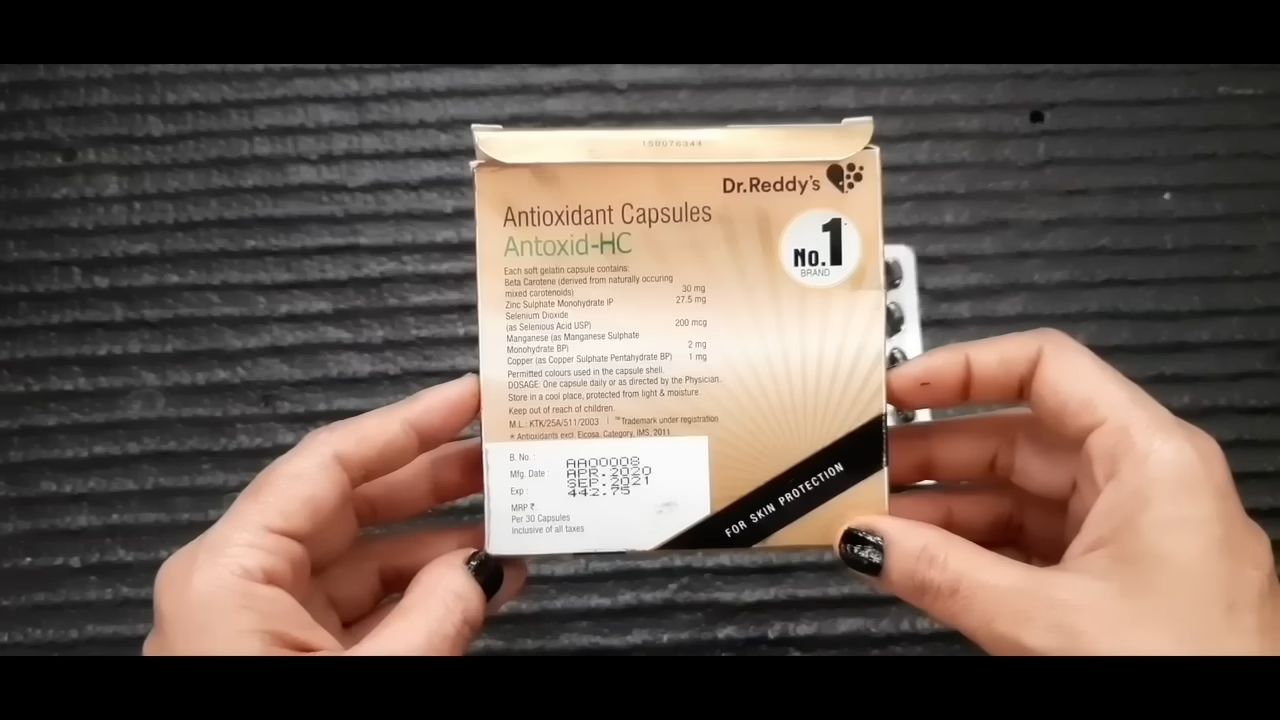 150076344
Dr.Reddy's
Antioxidant Capsules
Antoxid-HC
No.1*
BRAND
Each soft gelatin capsule contains:
Beta Carotene (derived from naturally occuring
mixed carotenoids) 30 mg
Zinc Sulphate Monohydrate IP 27.5 mg
Selenium Dioxide
(as Selenious Acid USP) 200 mcg
Manganese (as Manganese Sulphate
Monohydrate BP) 2 mg
Copper (as Copper Sulphate Pentahydrate BP) 1 mg
Permitted colours used in the capsule shell.
DOSAGE: One capsule daily or as directed by the Physician.
Store in a cool place, protected from light & moisture.
Keep out of reach of children.
M.L.: KTK/25A/511/2003 | ™Trademark under registration
* Antioxidants excl. Eicosa. Category, IMS, 2011
B. No. : AA00008
Mfg. Date : APR.2020
Exp : SEP.2021
MRP ₹ 442.75
Per 30 Capsules
Inclusive of all taxes
FOR SKIN PROTECTION